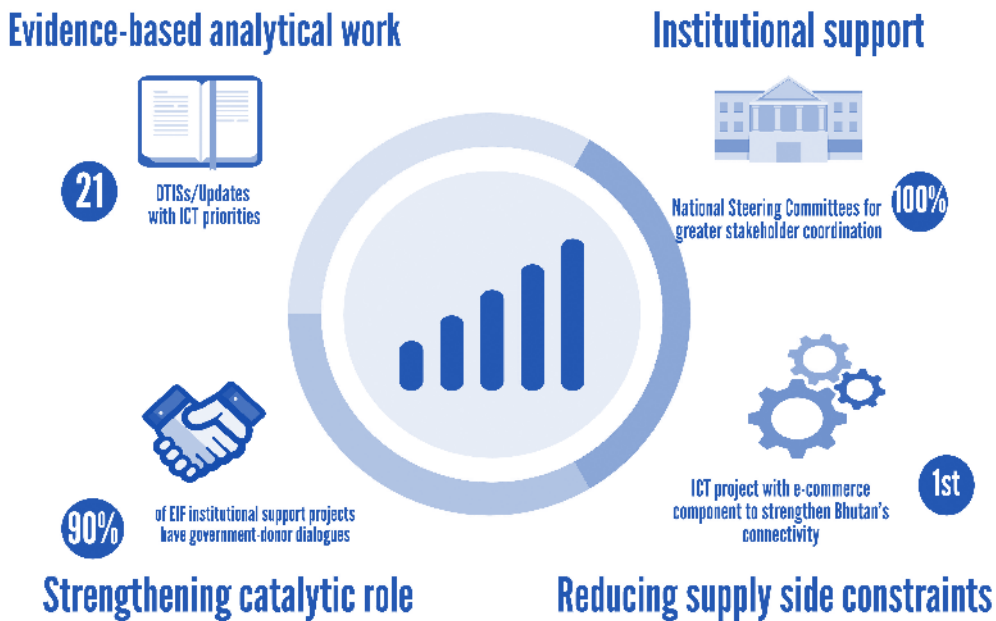 Evidence-based analytical work
21
DTISs/Updates
with ICT priorities
Institutional support
National Steering Committees for
greater stakeholder coordination
100%
90%
of EIF institutional support projects
have government-donor dialogues
Strengthening catalytic role
ICT project with e-commerce
component to strengthen Bhutan's
connectivity
1st
Reducing supply side constraints